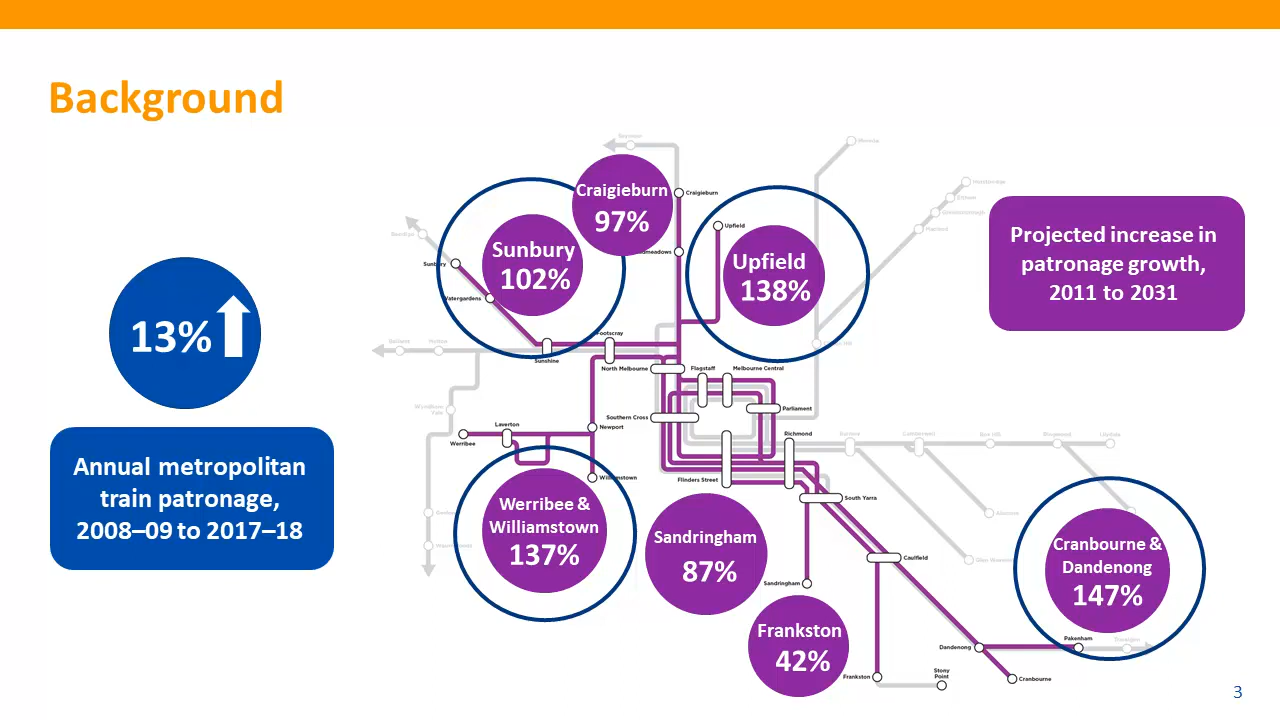 Background
Craigieburn
97%
Sunbury
102%
Upfield
138%
Projected increase in
patronage growth,
2011 to 2031
13%
Annual metropolitan
train patronage,
2008–09 to 2017–18
Werribee &
Williamstown
137%
Sandringham
87%
Frankston
42%
Cranbourne &
Dandenong
147%
Craigieburn
Upfield
Sunbury
Watergardens
Sunshine
Footscray
North Melbourne
Flagstaff
Melbourne Central
Parliament
Southern Cross
Newport
Laverton
Werribee
Williamstown
Richmond
Flinders Street
South Yarra
Caulfield
Sandringham
Dandenong
Pakenham
Cranbourne
Frankston
Stony
Point
3